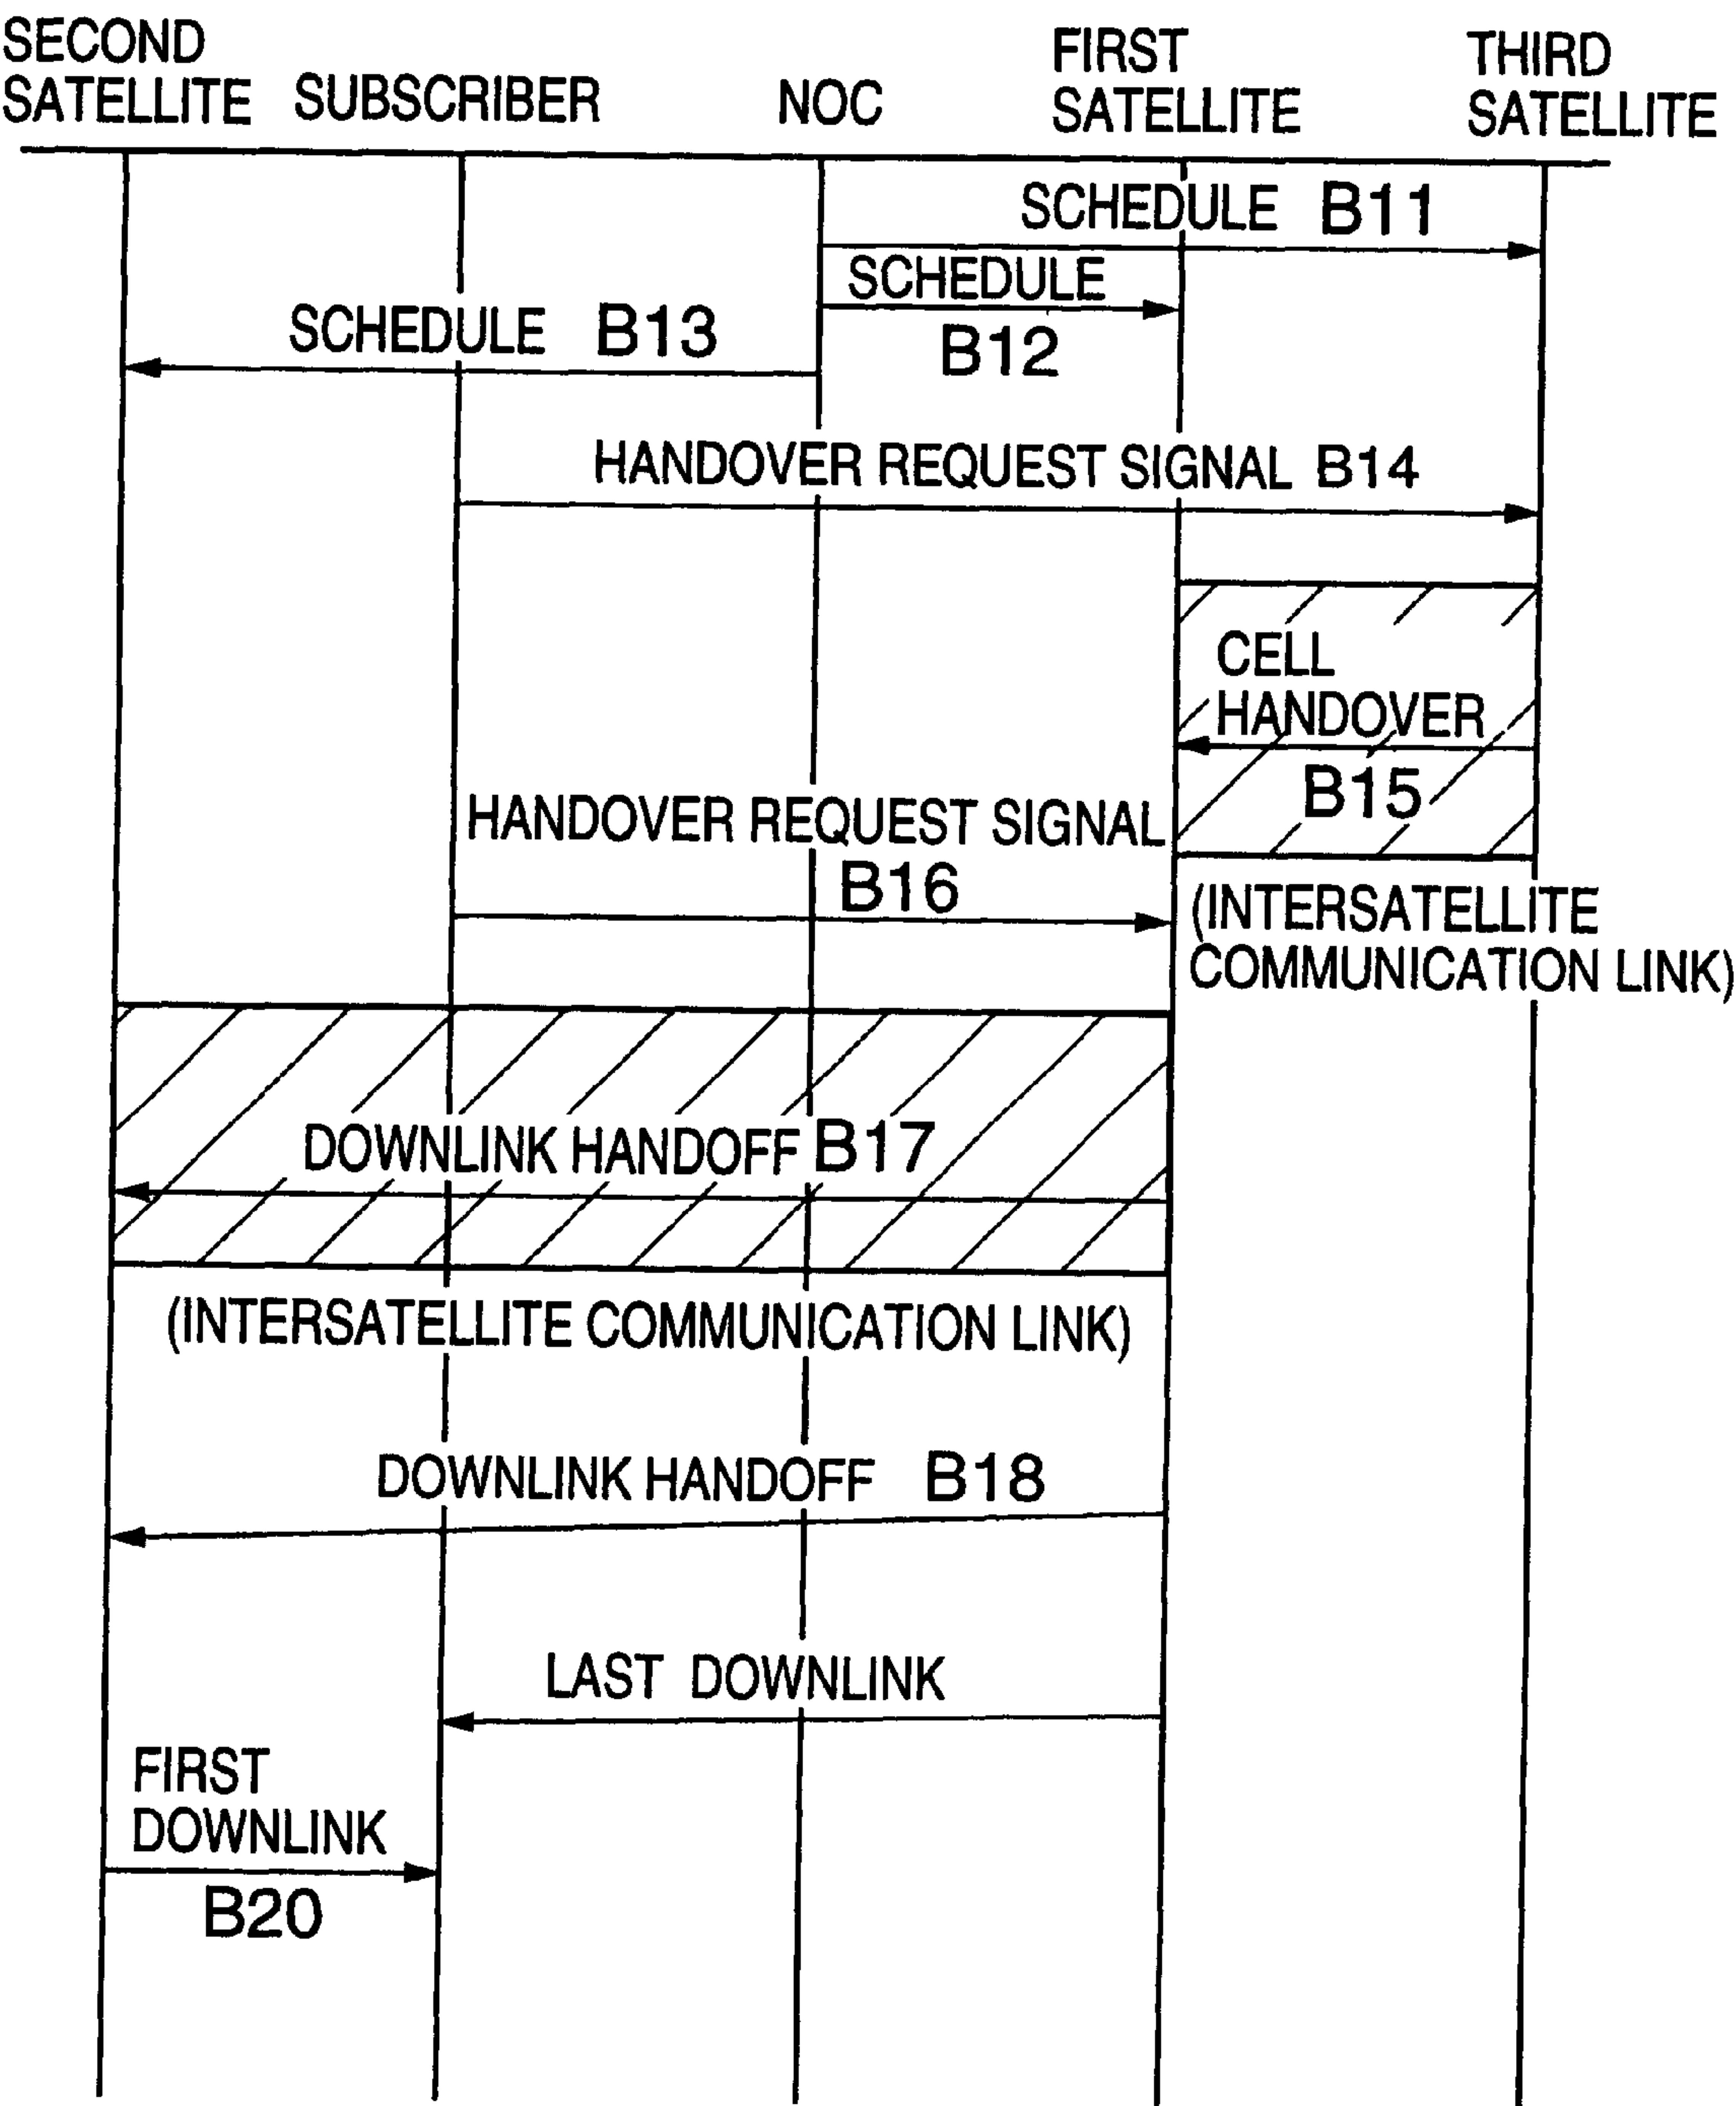 SECOND
SATELLITE
SUBSCRIBER
NOC
FIRST
SATELLITE
THIRD
SATELLITE
SCHEDULE B11
SCHEDULE
B12
SCHEDULE B13
HANDOVER REQUEST SIGNAL B14
CELL
HANDOVER
B15
HANDOVER REQUEST SIGNAL
B16
(INTERSATELLITE
COMMUNICATION LINK)
DOWNLINK HANDOFF B17
(INTERSATELLITE COMMUNICATION LINK)
DOWNLINK HANDOFF B18
LAST DOWNLINK
FIRST
DOWNLINK
B20